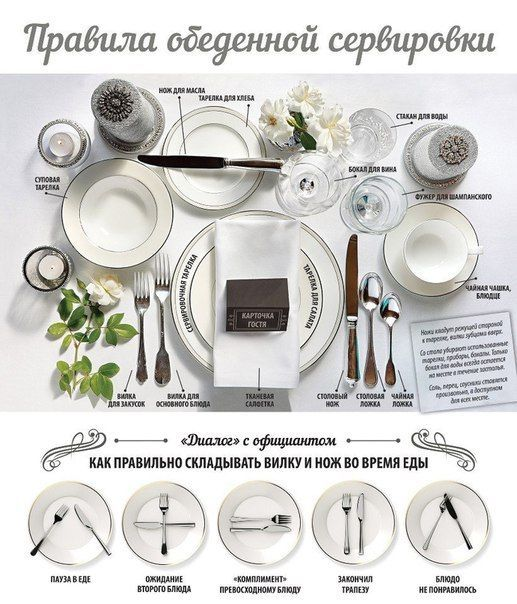 Правила обеденной сервировки
НОЖ ДЛЯ МАСЛА
ТАРЕЛКА ДЛЯ ХЛЕБА
СТАКАН ДЛЯ ВОДЫ
БОКАЛ ДЛЯ ВИНА
СУПОВАЯ
ТАРЕЛКА
ФУЖЕР ДЛЯ ШАМПАНСКОГО
СЕРВИРОВОЧНАЯ ТАРЕЛКА
ТАРЕЛКА ДЛЯ САЛАТА
ЧАЙНАЯ ЧАШКА,
БЛЮДЦЕ
КАРТОЧКА
ГОСТЯ
Ножи кладут режущей стороной
к тарелке, вилки зубцами вверх.
Со стола убирают использованные
тарелки, приборы, бокалы. Только
бокал для воды всегда остается
на месте в течение застолья.
Соль, перец, соусники ставятся
произвольно, в доступном
для всех месте.
ВИЛКА
ДЛЯ ЗАКУСОК
ВИЛКА ДЛЯ
ОСНОВНОГО БЛЮДА
ТКАНЕВАЯ
САЛФЕТКА
СТОЛОВЫЙ
НОЖ
СТОЛОВАЯ
ЛОЖКА
ЧАЙНАЯ
ЛОЖКА
«Диалог» с официантом
КАК ПРАВИЛЬНО СКЛАДЫВАТЬ ВИЛКУ И НОЖ ВО ВРЕМЯ ЕДЫ
ПАУЗА В ЕДЕ
ОЖИДАНИЕ
ВТОРОГО БЛЮДА
«КОМПЛИМЕНТ»
ПРЕВОСХОДНОМУ БЛЮДУ
ЗАКОНЧИЛ
ТРАПЕЗУ
БЛЮДО
НЕ ПОНРАВИЛОСЬ